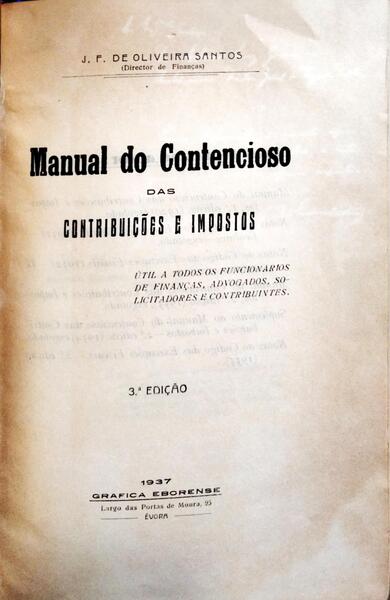 J. F. DE OLIVEIRA SANTOS
(Director de Finanças)
Manual do Contencioso
DAS
CONTRIBUIÇÕES E IMPOSTOS
ÚTIL A TODOS OS FUNCIONÁRIOS
DE FINANÇAS, ADVOGADOS, SO-
LICITADORES E CONTRIBUINTES.
3.ª EDIÇÃO
1937
GRAFICA EBORENSE
Largo das Portas de Moura, 25
ÉVORA